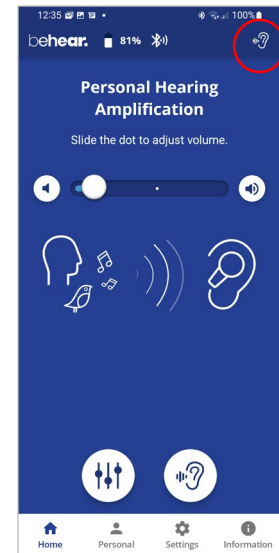 12:35
100%
behear. 81%
Personal Hearing
Amplification
Slide the dot to adjust volume.
Home Personal Settings Information